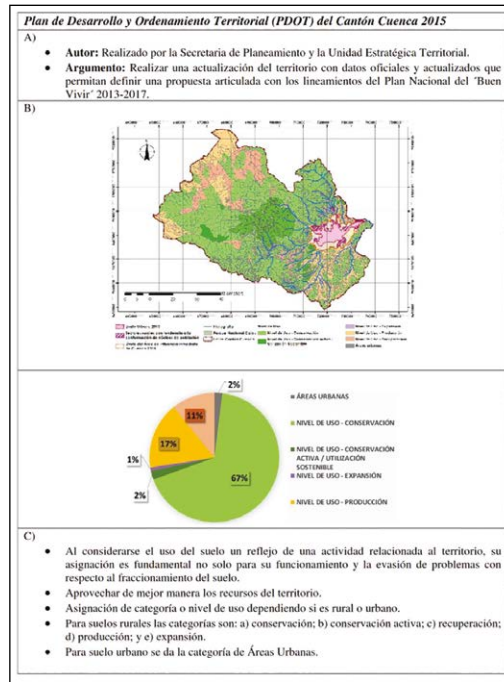 Plan de Desarrollo y Ordenamiento Territorial (PDOT) del Cantón Cuenca 2015
A)
• Autor: Realizado por la Secretaria de Planeamiento y la Unidad Estratégica Territorial.
• Argumento: Realizar una actualización del territorio con datos oficiales y actualizados que
permitan definir una propuesta articulada con los lineamientos del Plan Nacional del ´Buen
Vivir´ 2013-2017.
B)
2%
11%
17%
1%
2%
67%
ÁREAS URBANAS
NIVEL DE USO - CONSERVACIÓN
NIVEL DE USO - CONSERVACIÓN
ACTIVA / UTILIZACIÓN
SOSTENIBLE
NIVEL DE USO - EXPANSIÓN
NIVEL DE USO - PRODUCCIÓN
C)
• Al considerarse el uso del suelo un reflejo de una actividad relacionada al territorio, su
asignación es fundamental no solo para su funcionamiento y la evasión de problemas con
respecto al fraccionamiento del suelo.
• Aprovechar de mejor manera los recursos del territorio.
• Asignación de categoría o nivel de uso dependiendo si es rural o urbano.
• Para suelos rurales las categorías son: a) conservación; b) conservación activa; c) recuperación;
d) producción; y e) expansión.
• Para suelo urbano se da la categoría de Áreas Urbanas.